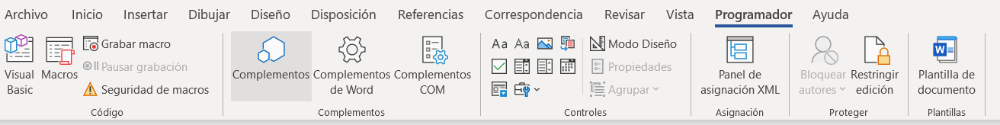 Archivo Inicio Insertar Dibujar Diseño Disposición Referencias Correspondencia Revisar Vista Programador Ayuda
Visual Basic
Macros
Grabar macro
Pausar grabación
Seguridad de macros
Código
Complementos
Complementos de Word
Complementos COM
Complementos
Aa Aa
Modo Diseño
Propiedades
Agrupar
Controles
Panel de asignación XML
Asignación
Bloquear autores
Restringir edición
Proteger
W
Plantilla de documento
Plantillas